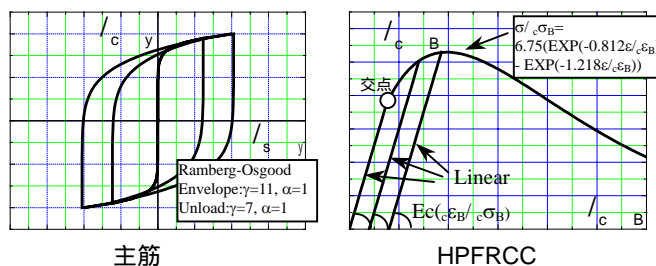 / c y
/ s y
Ramberg-Osgood
Envelope:γ=11, α=1
Unload:γ=7, α=1
主筋
/ c B
σ/cσB=
6.75(EXP(-0.812ε/cεB)
- EXP(-1.218ε/cεB))
交点
Linear
Ec(cεB/cσB)
/ c B
HPFRCC